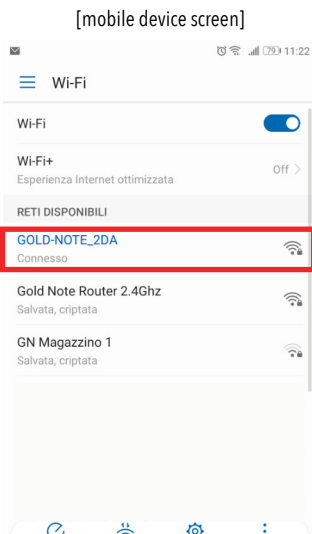 [mobile device screen]
79 11:22
Wi-Fi
Wi-Fi
Wi-Fi+
Esperienza Internet ottimizzata
Off
RETI DISPONIBILI
GOLD-NOTE_2DA
Connesso
Gold Note Router 2.4Ghz
Salvata, criptata
GN Magazzino 1
Salvata, criptata